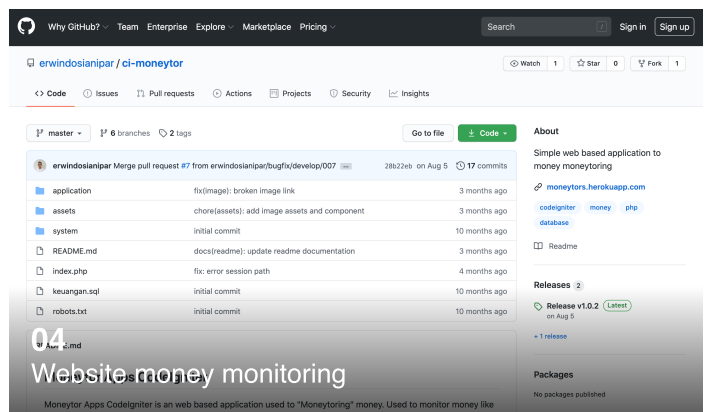 Why GitHub? Team Enterprise Explore Marketplace Pricing Search / Sign in Sign up
erwindosianipar / ci-moneytor Watch 1 Star 0 Fork 1
Code Issues Pull requests Actions Projects Security Insights
master 6 branches 2 tags Go to file Code
erwindosianipar Merge pull request #7 from erwindosianipar/bugfix/develop/007 ... 28b22eb on Aug 5 17 commits
application fix(image): broken image link 3 months ago
assets chore(assets): add image assets and component 3 months ago
system initial commit 10 months ago
README.md docs(readme): update readme documentation 3 months ago
index.php fix: error session path 4 months ago
keuangan.sql initial commit 10 months ago
robots.txt initial commit 10 months ago
About
Simple web based application to
money moneytoring
moneytors.herokuapp.com
codeigniter money php
database
Readme
Releases 2
Release v1.0.2 Latest
on Aug 5
+ 1 release
Packages
No packages published
README.md
04
Website money monitoring
Moneytor Apps CodeIgniter
Moneytor Apps CodeIgniter is an web based application used to "Moneytoring" money. Used to monitor money like